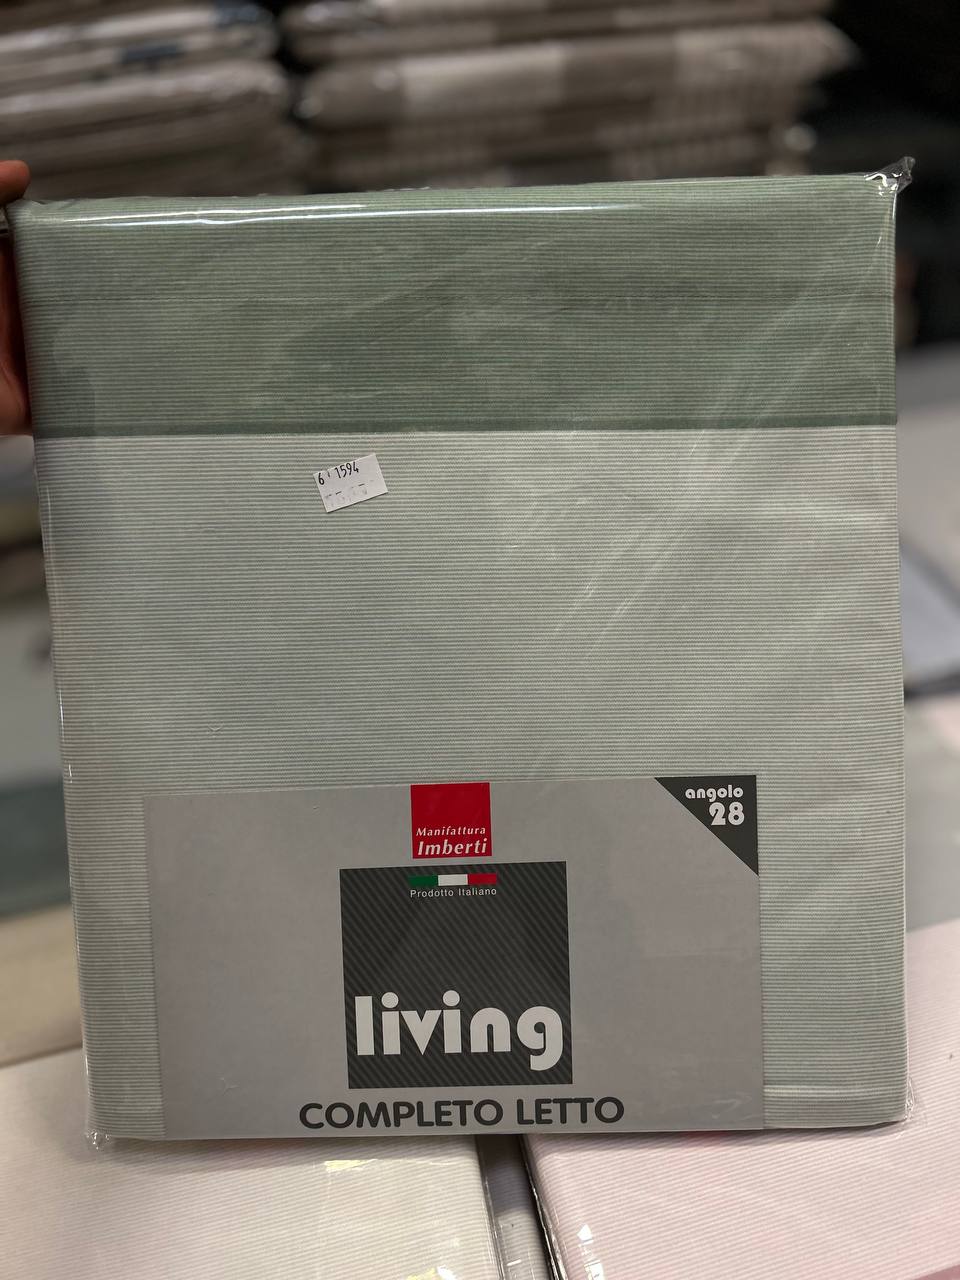 6 1594
Manifattura
Imberti
angolo
28
Prodotto Italiano
living
COMPLETO LETTO